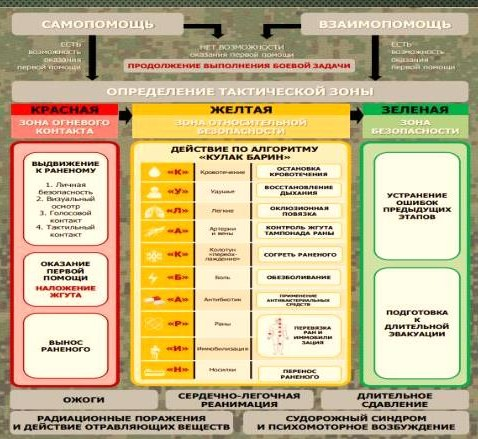 САМОПОМОЩЬ
ВЗАИМОПОМОЩЬ
ЕСТЬ
возможность
оказания
первой помощи
НЕТ ВОЗМОЖНОСТИ
оказания первой помощи
ПРОДОЛЖЕНИЕ ВЫПОЛНЕНИЯ БОЕВОЙ ЗАДАЧИ
ЕСТЬ
возможность
оказания
первой помощи
ОПРЕДЕЛЕНИЕ ТАКТИЧЕСКОЙ ЗОНЫ
КРАСНАЯ
ЗОНА ОГНЕВОГО
КОНТАКТА
ЖЕЛТАЯ
ЗОНА ОТНОСИТЕЛЬНОЙ
БЕЗОПАСНОСТИ
ЗЕЛЕНАЯ
ЗОНА
БЕЗОПАСНОСТИ
ВЫДВИЖЕНИЕ
К РАНЕНОМУ
1. Личная
безопасность
2. Визуальный
осмотр
3. Голосовой
контакт
4. Тактильный
контакт
ОКАЗАНИЕ
ПЕРВОЙ
ПОМОЩИ
НАЛОЖЕНИЕ
ЖГУТА
ВЫНОС
РАНЕНОГО
ДЕЙСТВИЕ ПО АЛГОРИТМУ
«КУЛАК БАРИН»
«К» Кровотечение ОСТАНОВКА
КРОВОТЕЧЕНИЯ
«У» Удушье ВОССТАНОВЛЕНИЕ
ДЫХАНИЯ
«Л» Легкие ОКЛЮЗИОННАЯ
ПОВЯЗКА
«А» Артерии
и вены КОНТРОЛЬ ЖГУТА
ТАМПОНАДА РАНЫ
«К» Колотун
«перехо-
лаждение» СОГРЕТЬ РАНЕНОГО
«Б» Боль ОБЕЗБОЛИВАНИЕ
«А» Антибиотик ПРИМЕНЕНИЕ
АНТИБАКТЕРИАЛЬНЫХ
СРЕДСТВ
«Р» Раны ПЕРЕВЯЗКА
РАН И
ИММОБИЛИ
ЗАЦИЯ
«И» Иммобилизация
«Н» Носилки ПЕРЕНОС
РАНЕНОГО
УСТРАНЕНИЕ
ОШИБОК
ПРЕДЫДУЩИХ
ЭТАПОВ
ПОДГОТОВКА
К
ДЛИТЕЛЬНОЙ
ЭВАКУАЦИИ
ОЖОГИ
СЕРДЕЧНО-ЛЕГОЧНАЯ
РЕАНИМАЦИЯ
ДЛИТЕЛЬНОЕ
СДАВЛЕНИЕ
РАДИАЦИОННЫЕ ПОРАЖЕНИЯ
И ДЕЙСТВИЕ ОТРАВЛЯЮЩИХ ВЕЩЕСТВ
СУДОРОЖНЫЙ СИНДРОМ
И ПСИХОМОТОРНОЕ ВОЗБУЖДЕНИЕ